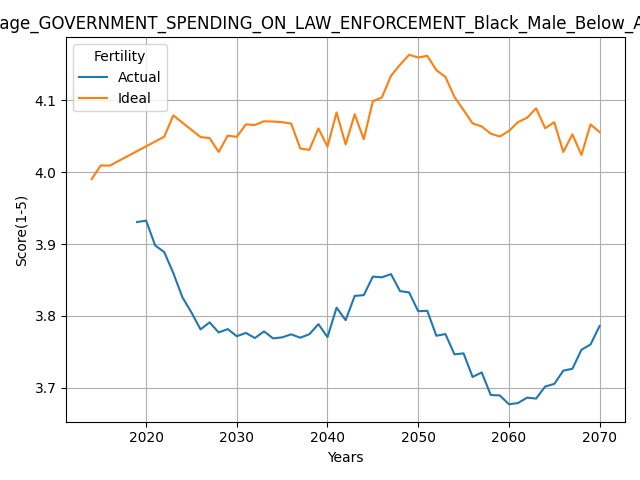 age_GOVERNMENT_SPENDING_ON_LAW_ENFORCEMENT_Black_Male_Below_A
Fertility
Actual
Ideal
Score(1-5)
4.1
4.0
3.9
3.8
3.7
2020 2030 2040 2050 2060 2070
Years